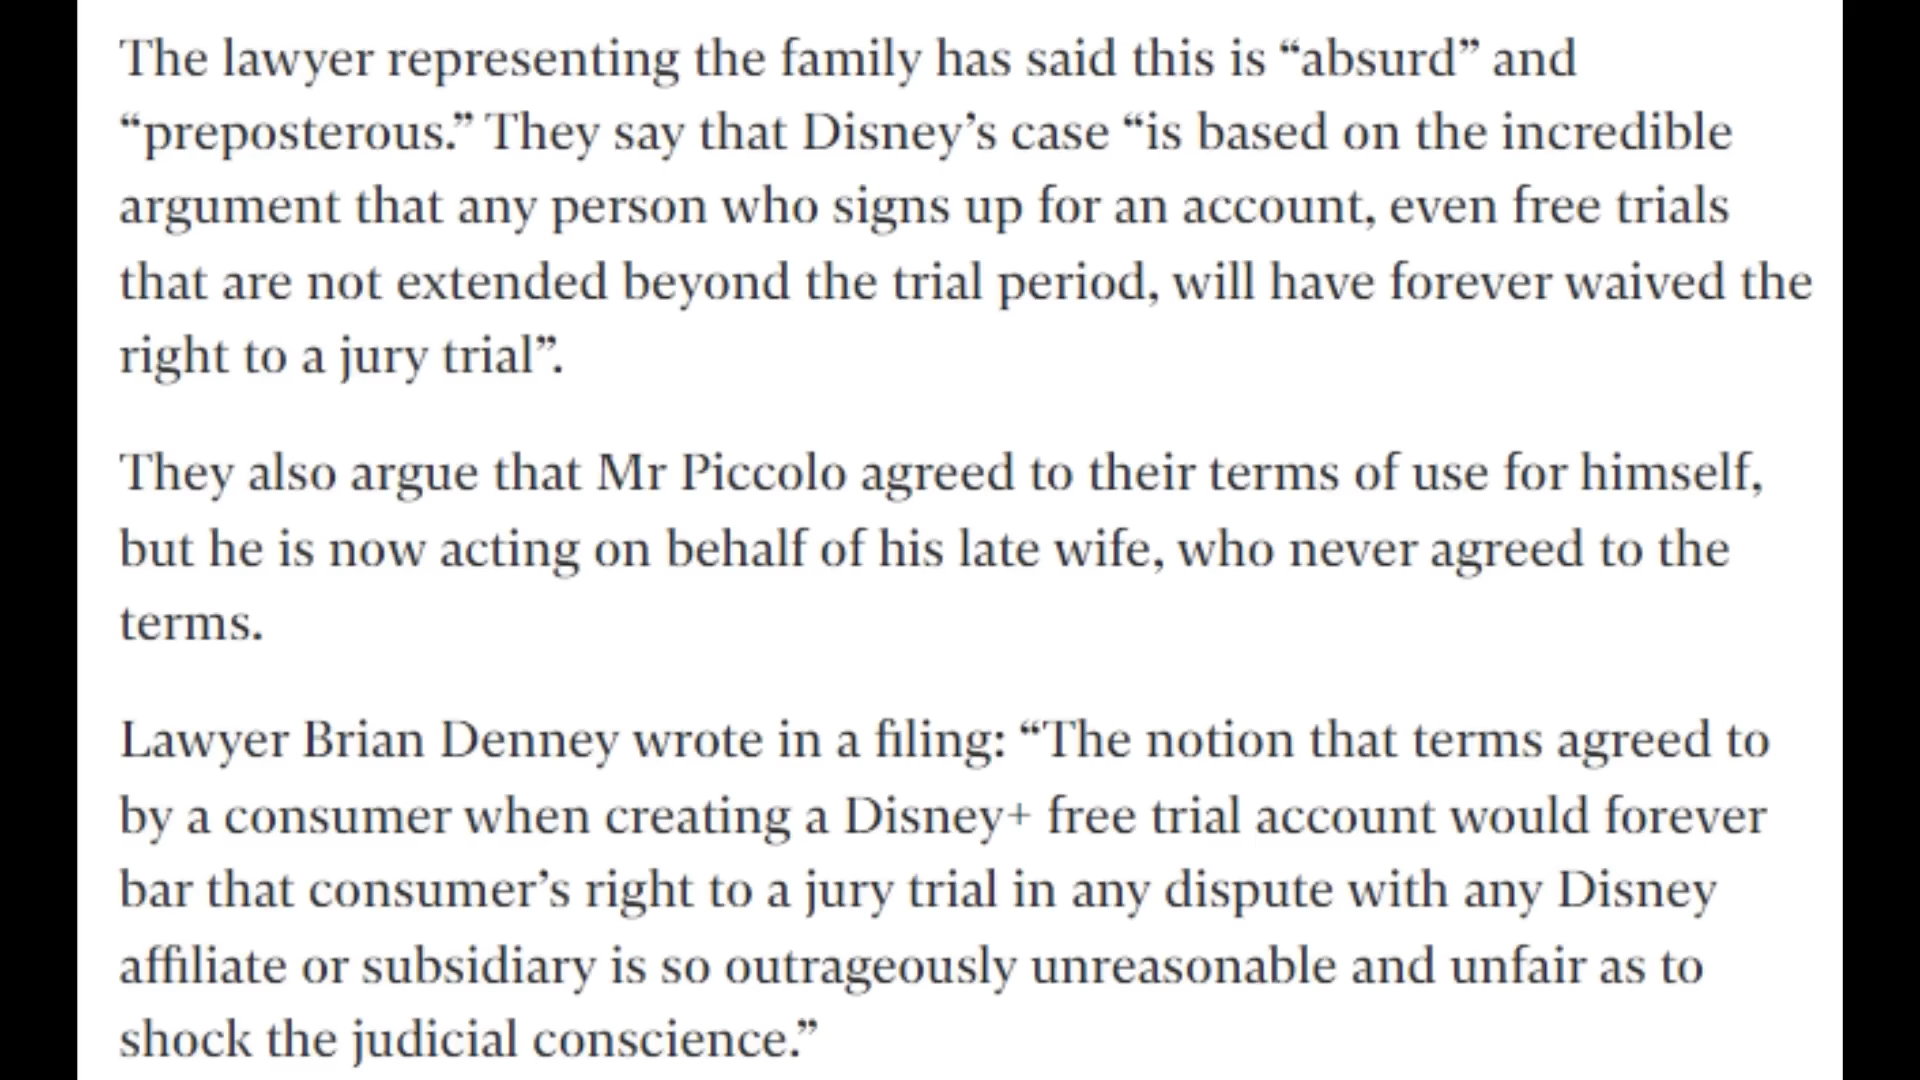 The lawyer representing the family has said this is “absurd” and
“preposterous.” They say that Disney’s case “is based on the incredible
argument that any person who signs up for an account, even free trials
that are not extended beyond the trial period, will have forever waived the
right to a jury trial”.
They also argue that Mr Piccolo agreed to their terms of use for himself,
but he is now acting on behalf of his late wife, who never agreed to the
terms.
Lawyer Brian Denney wrote in a filing: “The notion that terms agreed to
by a consumer when creating a Disney+ free trial account would forever
bar that consumer’s right to a jury trial in any dispute with any Disney
affiliate or subsidiary is so outrageously unreasonable and unfair as to
shock the judicial conscience.”